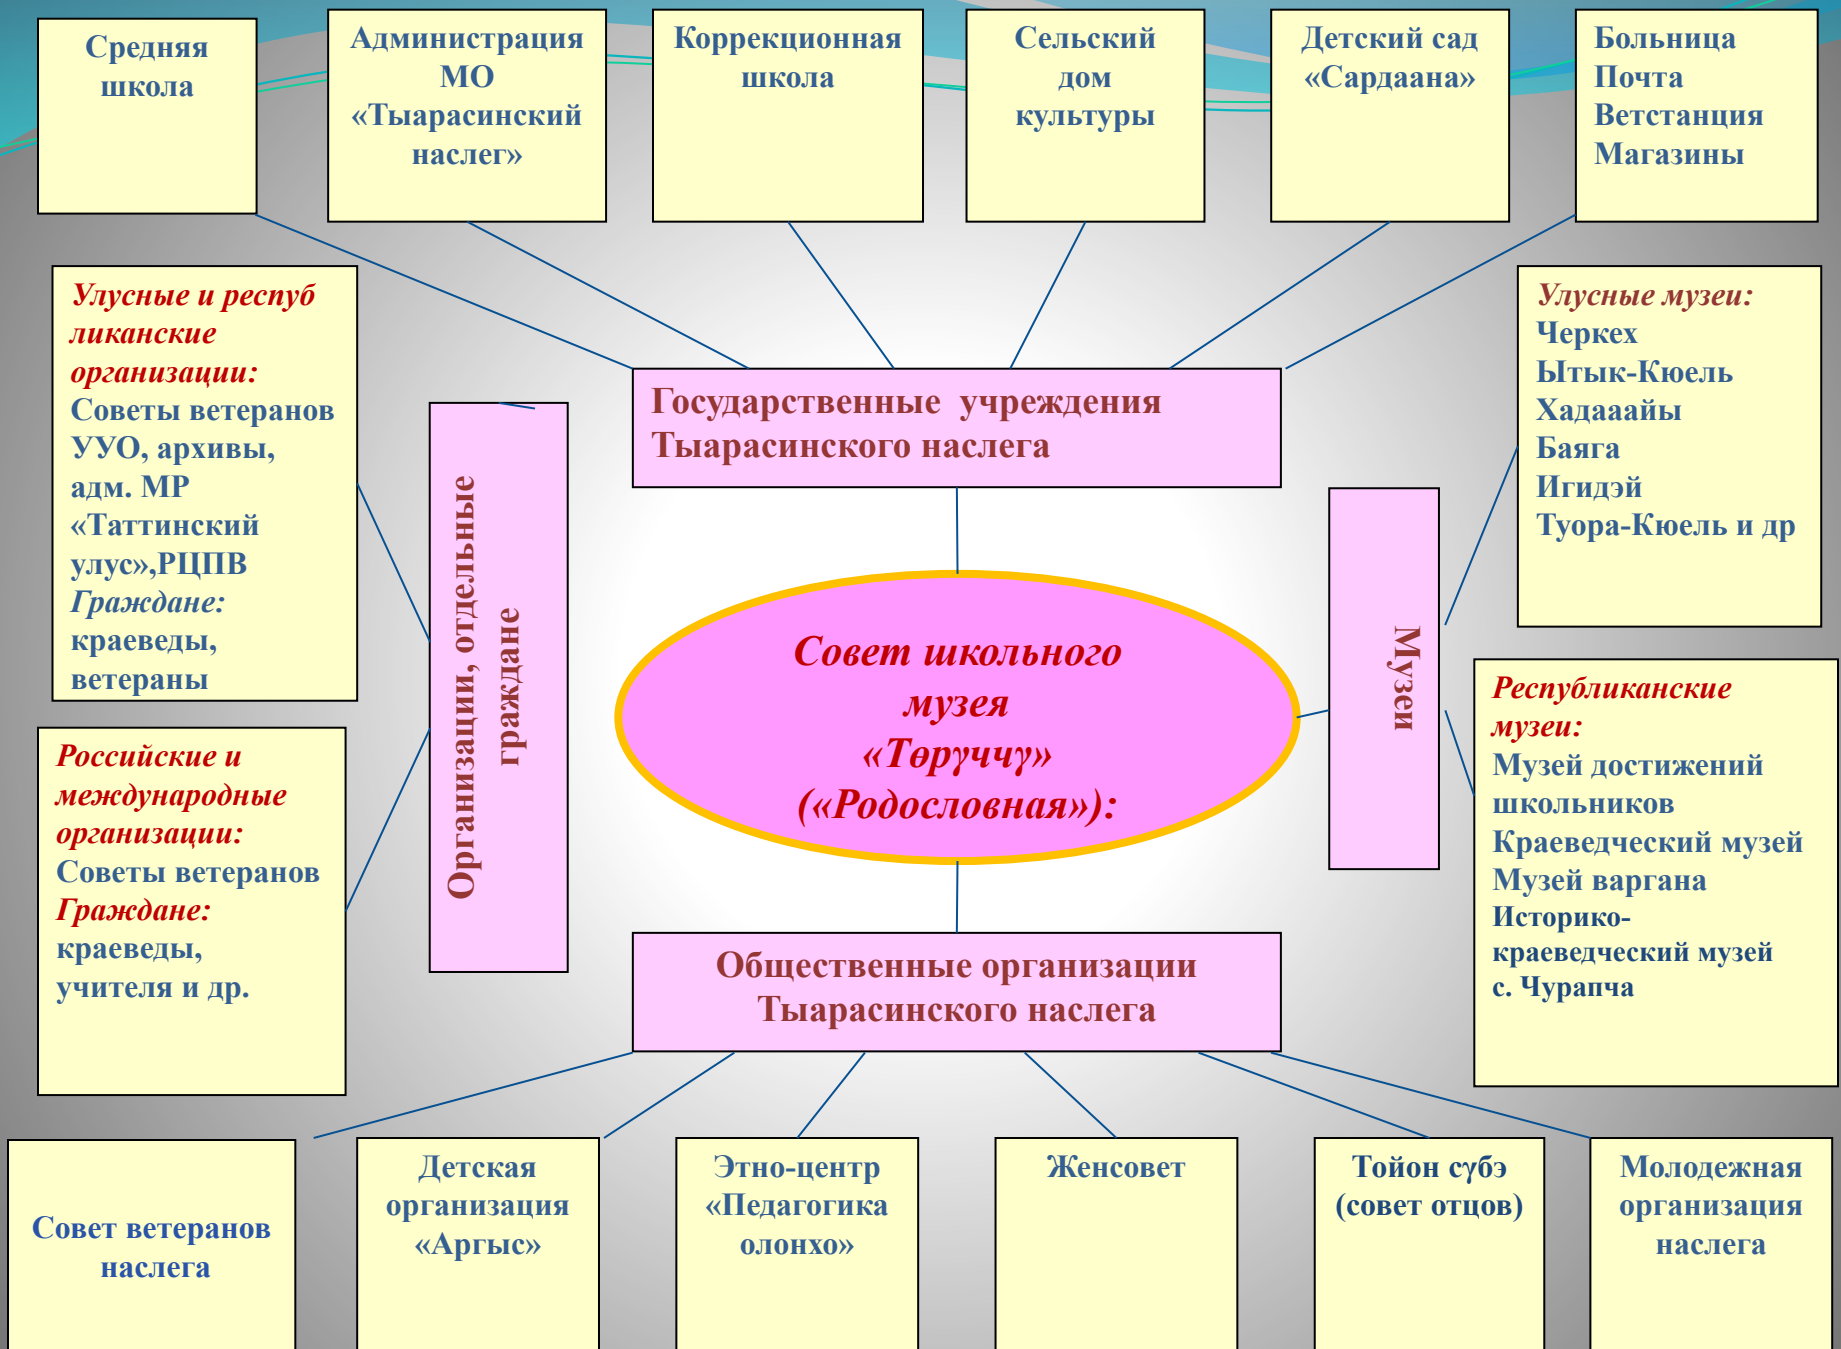 Средняя
школа
Администрация
МО
«Тыарасинский
наслег»
Коррекционная
школа
Сельский
дом
культуры
Детский сад
«Сардаана»
Больница
Почта
Ветстанция
Магазины
Улусные и респуб
ликанские
организации:
Советы ветеранов
УУО, архивы,
адм. МР
«Таттинский
улус»,РЦПВ
Граждане:
краеведы,
ветераны
Российские и
международные
организации:
Советы ветеранов
Граждане:
краеведы,
учителя и др.
Организации, отдельные
граждане
Государственные учреждения
Тыарасинского наслега
Совет школьного
музея
«Төрүччү»
(«Родословная»):
Общественные организации
Тыарасинского наслега
Музеи
Улусные музеи:
Черкех
Ытык-Кюель
Хадааайы
Баяга
Игидэй
Туора-Кюель и др
Республиканские
музеи:
Музей достижений
школьников
Краеведческий музей
Музей варгана
Историко-
краеведческий музей
с. Чурапча
Совет ветеранов
наслега
Детская
организация
«Аргыс»
Этно-центр
«Педагогика
олонхо»
Женсовет
Тойон сүбэ
(совет отцов)
Молодежная
организация
наслега